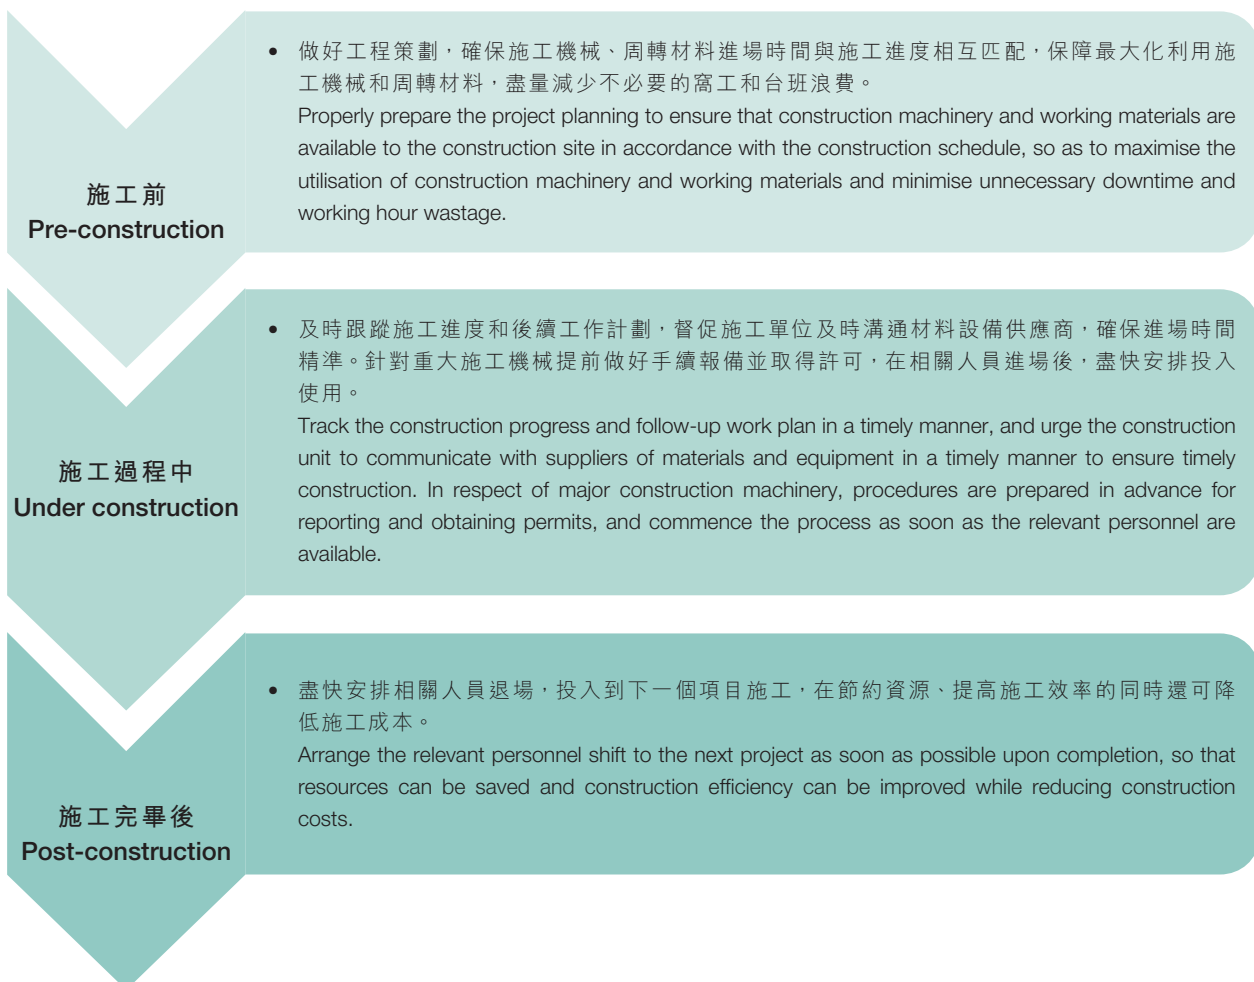 施工前
Pre-construction
• 做好工程策劃，確保施工機械、周轉材料進場時間與施工進度相互匹配，保障最大化利用施
工機械和周轉材料，盡量減少不必要的窩工和台班浪費。
Properly prepare the project planning to ensure that construction machinery and working materials are
available to the construction site in accordance with the construction schedule, so as to maximise the
utilisation of construction machinery and working materials and minimise unnecessary downtime and
working hour wastage.
施工過程中
Under construction
• 及時跟蹤施工進度和後續工作計劃，督促施工單位及時溝通材料設備供應商，確保進場時間
精準。針對重大施工機械提前做好手續報備並取得許可，在相關人員進場後，盡快安排投入
使用。
Track the construction progress and follow-up work plan in a timely manner, and urge the construction
unit to communicate with suppliers of materials and equipment in a timely manner to ensure timely
construction. In respect of major construction machinery, procedures are prepared in advance for
reporting and obtaining permits, and commence the process as soon as the relevant personnel are
available.
施工完畢後
Post-construction
• 盡快安排相關人員退場，投入到下一個項目施工，在節約資源、提高施工效率的同時還可降
低施工成本。
Arrange the relevant personnel shift to the next project as soon as possible upon completion, so that
resources can be saved and construction efficiency can be improved while reducing construction
costs.